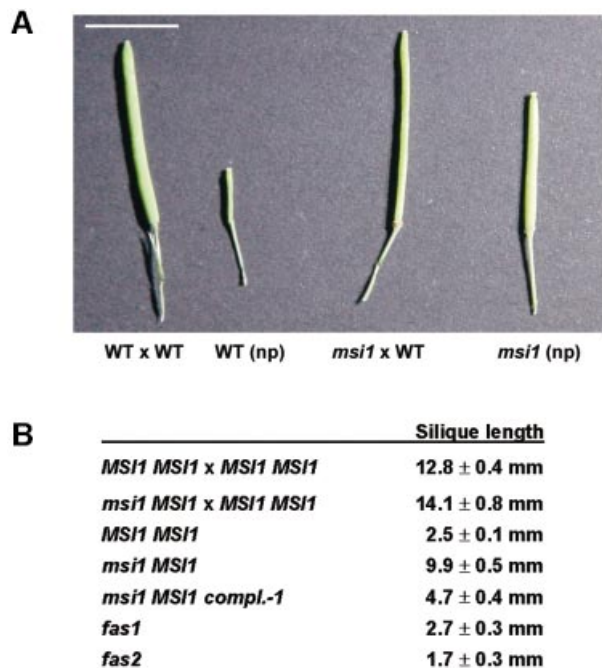 A
WT x WT WT (np) msi1 x WT msi1 (np)
B
Silique length
MSI1 MSI1 x MSI1 MSI1 12.8 ± 0.4 mm
msi1 MSI1 x MSI1 MSI1 14.1 ± 0.8 mm
MSI1 MSI1 2.5 ± 0.1 mm
msi1 MSI1 9.9 ± 0.5 mm
msi1 MSI1 compl.-1 4.7 ± 0.4 mm
fas1 2.7 ± 0.3 mm
fas2 1.7 ± 0.3 mm